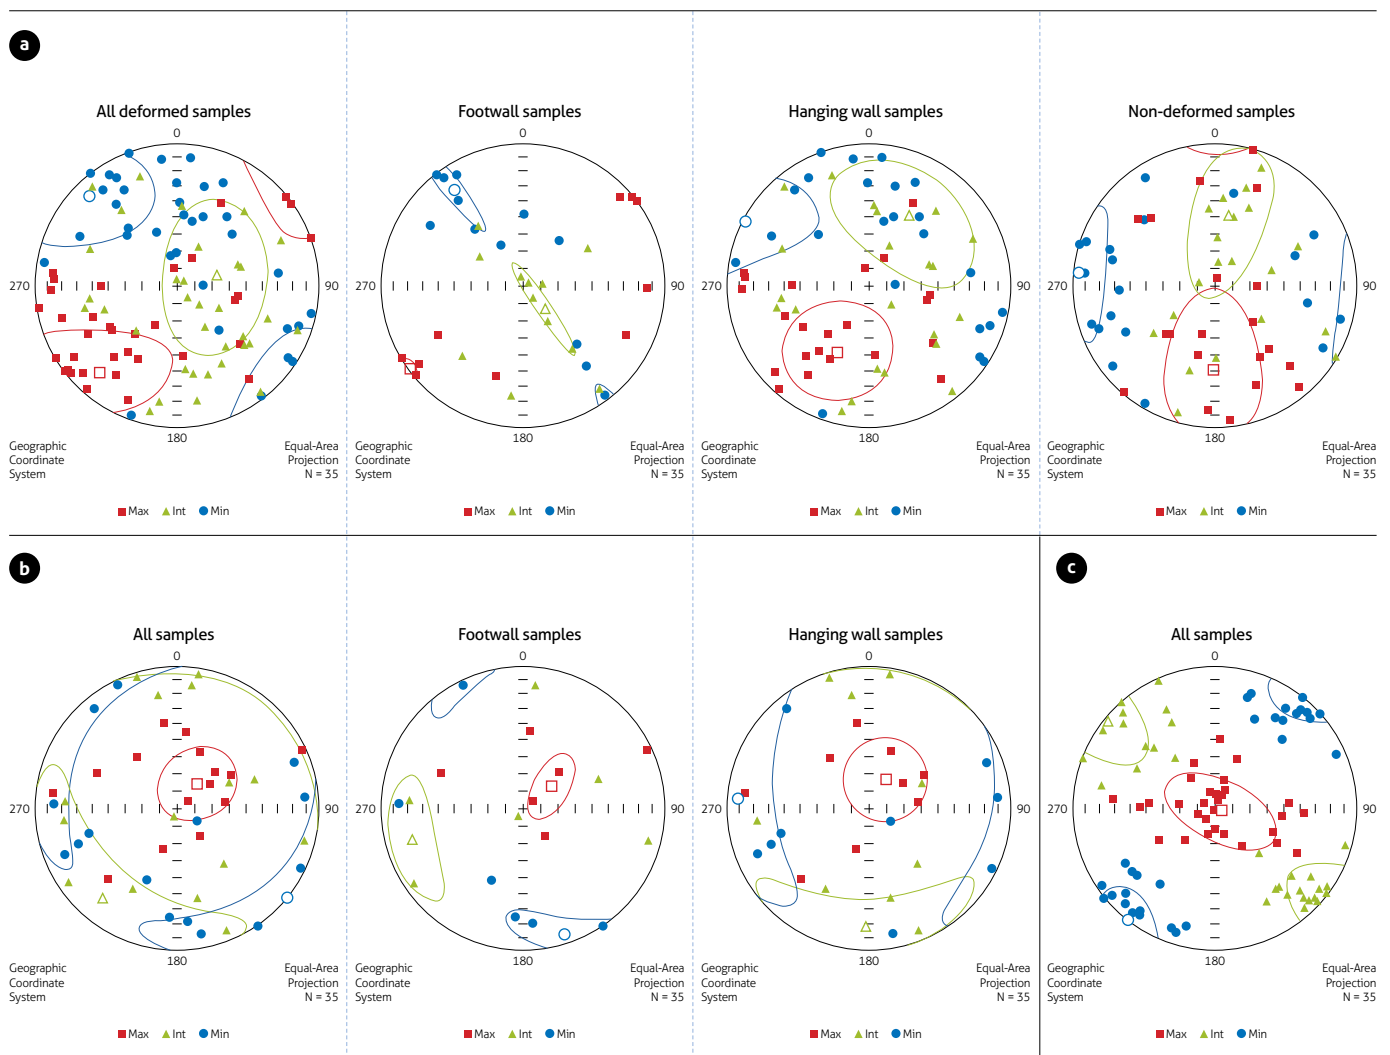 a
All deformed samples
0
270
90
180
Geographic
Coordinate
System
Equal-Area
Projection
N = 35
Max Int Min
Footwall samples
0
270
90
180
Geographic
Coordinate
System
Equal-Area
Projection
N = 35
Max Int Min
Hanging wall samples
0
270
90
180
Geographic
Coordinate
System
Equal-Area
Projection
N = 35
Max Int Min
Non-deformed samples
0
270
90
180
Geographic
Coordinate
System
Equal-Area
Projection
N = 35
Max Int Min
b
All samples
0
270
90
180
Geographic
Coordinate
System
Equal-Area
Projection
N = 35
Max Int Min
Footwall samples
0
270
90
180
Geographic
Coordinate
System
Equal-Area
Projection
N = 35
Max Int Min
Hanging wall samples
0
270
90
180
Geographic
Coordinate
System
Equal-Area
Projection
N = 35
Max Int Min
c
All samples
0
270
90
180
Geographic
Coordinate
System
Equal-Area
Projection
N = 35
Max Int Min